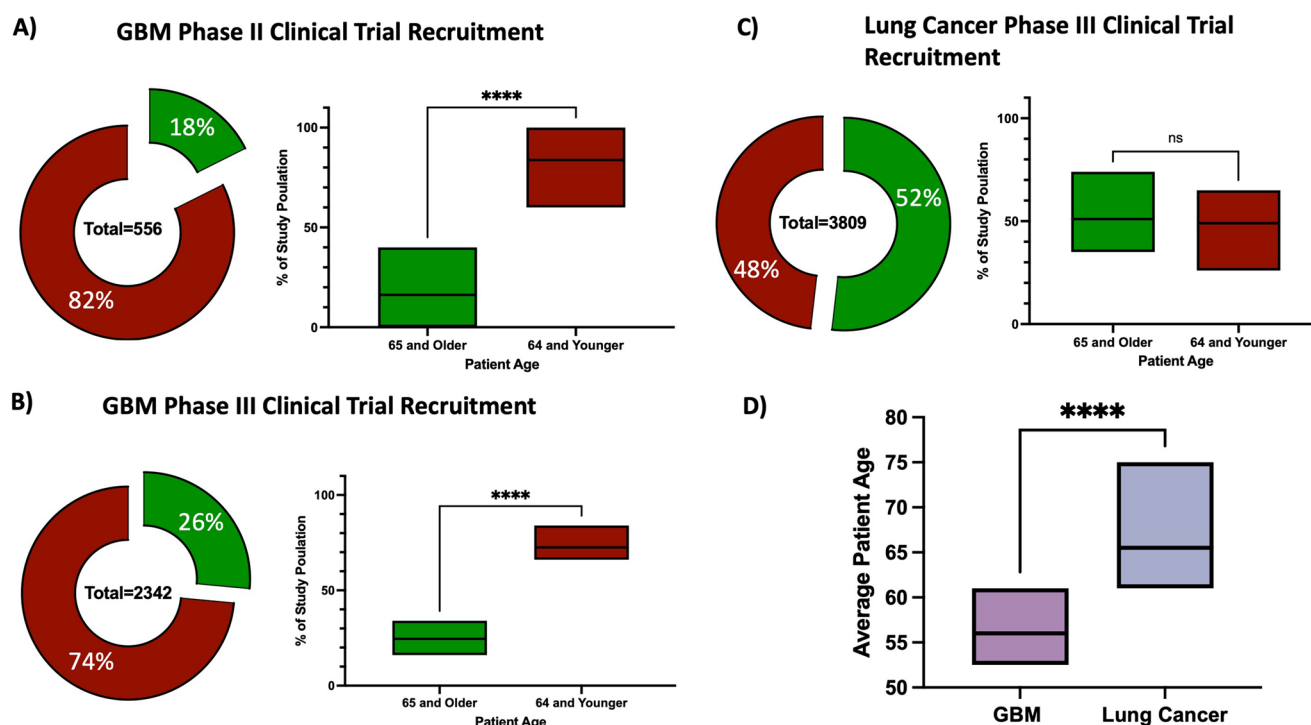 A)
GBM Phase II Clinical Trial Recruitment
18%
Total=556
82%
****
100
50
0
% of Study Poulation
65 and Older
64 and Younger
Patient Age
B)
GBM Phase III Clinical Trial Recruitment
26%
Total=2342
74%
****
100
50
0
% of Study Poulation
65 and Older
64 and Younger
Patient Age
C)
Lung Cancer Phase III Clinical Trial
Recruitment
52%
Total=3809
48%
ns
100
50
0
% of Study Poulation
65 and Older
64 and Younger
Patient Age
D)
****
80
75
70
65
60
55
50
Average Patient Age
GBM
Lung Cancer